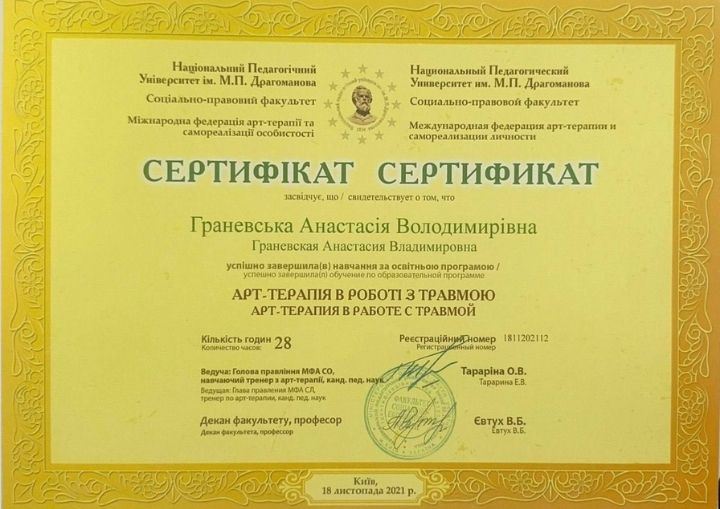 Національний Педагогічний
Університет ім. М.П. Драгоманова
Соціально-правовий факультет
Міжнародна федерація арт-терапії та
самореалізації особистості
Национальный Педагогический
Университет им. М.П. Драгоманова
Социально-правовой факультет
Международная федерация арт-терапии и
самореализации личности
СЕРТИФІКАТ СЕРТИФИКАТ
засвідчує, що / свидетельствует о том, что
Граневська Анастасія Володимирівна
Граневская Анастасия Владимировна
успішно завершила(в) навчання за освітньою програмою /
успешно завершила(л) обучение по образовательной программе
АРТ-ТЕРАПІЯ В РОБОТІ З ТРАВМОЮ
АРТ-ТЕРАПИЯ В РАБОТЕ С ТРАВМОЙ
Кількість годин 28
Количество часов:
Реєстраційний номер 1811202112
Регистрационный номер
Ведуча: Голова правління МФА СО,
навчаючий тренер з арт-терапії, канд. пед. наук
Ведущая: Глава правления МФА СЛ,
тренер по арт-терапии, канд. пед. наук
Тараріна О.В.
Тарарина Е.В.
Декан факультету, професор
Декан факультета, профессор
Євтух В.Б.
Евтух В.Б.
ФАКУЛЬТЕТ
Київ,
18 листопада 2021 р.